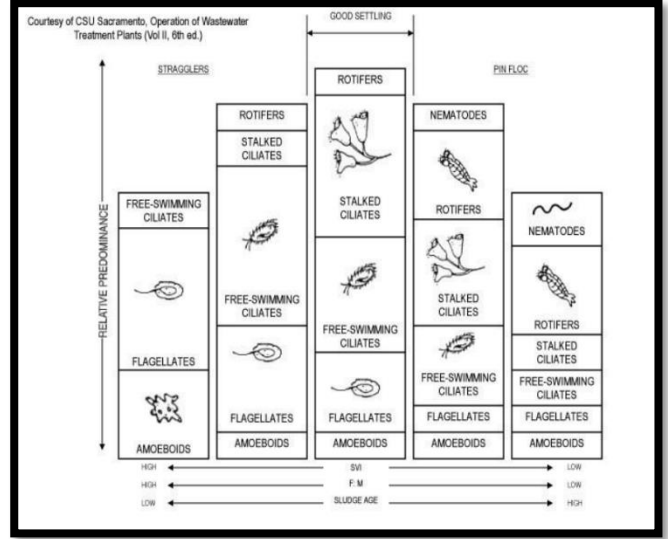 Courtesy of CSU Sacramento, Operation of Wastewater
Treatment Plants (Vol II, 6th ed.)
GOOD SETTLING
STRAGGLERS
PIN FLOC
RELATIVE PREDOMINANCE
FREE-SWIMMING
CILIATES
FLAGELLATES
AMOEBOIDS
ROTIFERS
STALKED
CILIATES
FREE-SWIMMING
CILIATES
FLAGELLATES
AMOEBOIDS
ROTIFERS
STALKED
CILIATES
FREE-SWIMMING
CILIATES
FLAGELLATES
AMOEBOIDS
NEMATODES
ROTIFERS
STALKED
CILIATES
FREE-SWIMMING
CILIATES
FLAGELLATES
AMOEBOIDS
NEMATODES
ROTIFERS
STALKED
CILIATES
FREE-SWIMMING
CILIATES
FLAGELLATES
AMOEBOIDS
HIGH SVI LOW
HIGH F:M LOW
LOW SLUDGE AGE HIGH